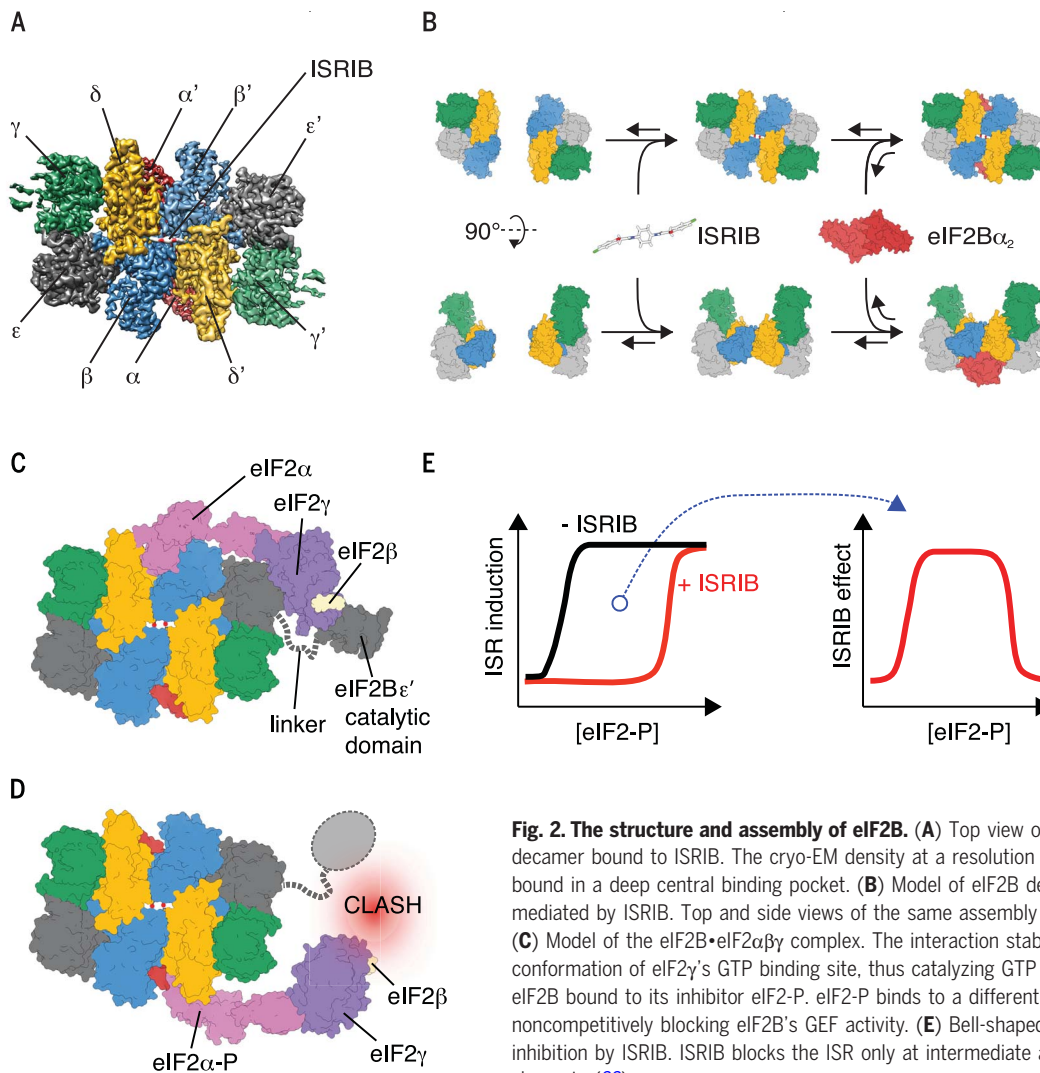 A
ISRIB
δ
α'
β'
γ
ε'
ε
β
α
δ'
γ'
B
90°
ISRIB
eIF2Bα₂
C
eIF2α
eIF2γ
eIF2β
linker
eIF2Bε'
catalytic
domain
D
CLASH
eIF2β
eIF2α-P
eIF2γ
E
- ISRIB
+ ISRIB
ISR induction
[eIF2-P]
ISRIB effect
[eIF2-P]
Fig. 2. The structure and assembly of eIF2B. (A) Top view o
decamer bound to ISRIB. The cryo-EM density at a resolution
bound in a deep central binding pocket. (B) Model of eIF2B de
mediated by ISRIB. Top and side views of the same assembly
(C) Model of the eIF2B•eIF2αβγ complex. The interaction stab
conformation of eIF2γ's GTP binding site, thus catalyzing GTP
eIF2B bound to its inhibitor eIF2-P. eIF2-P binds to a different
noncompetitively blocking eIF2B's GEF activity. (E) Bell-shaped
inhibition by ISRIB. ISRIB blocks the ISR only at intermediate a